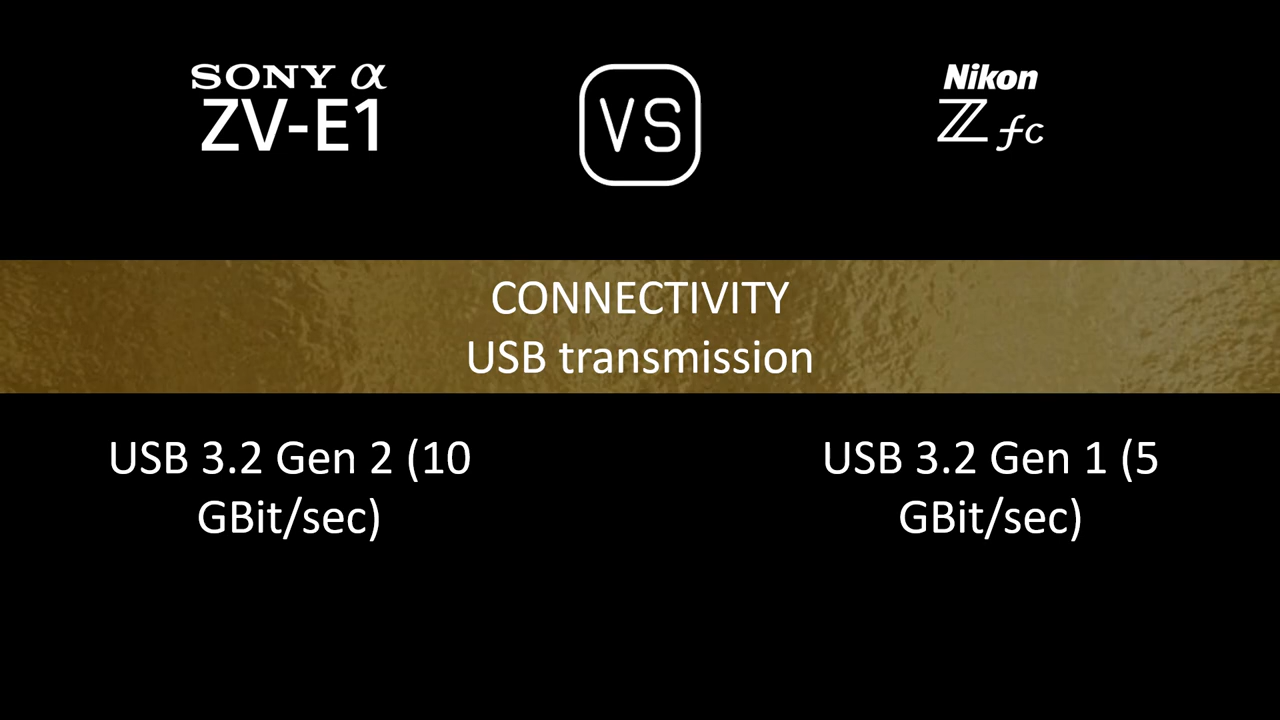 SONY α
ZV-E1
VS
Nikon
Z fc
CONNECTIVITY
USB transmission
USB 3.2 Gen 2 (10
GBit/sec)
USB 3.2 Gen 1 (5
GBit/sec)